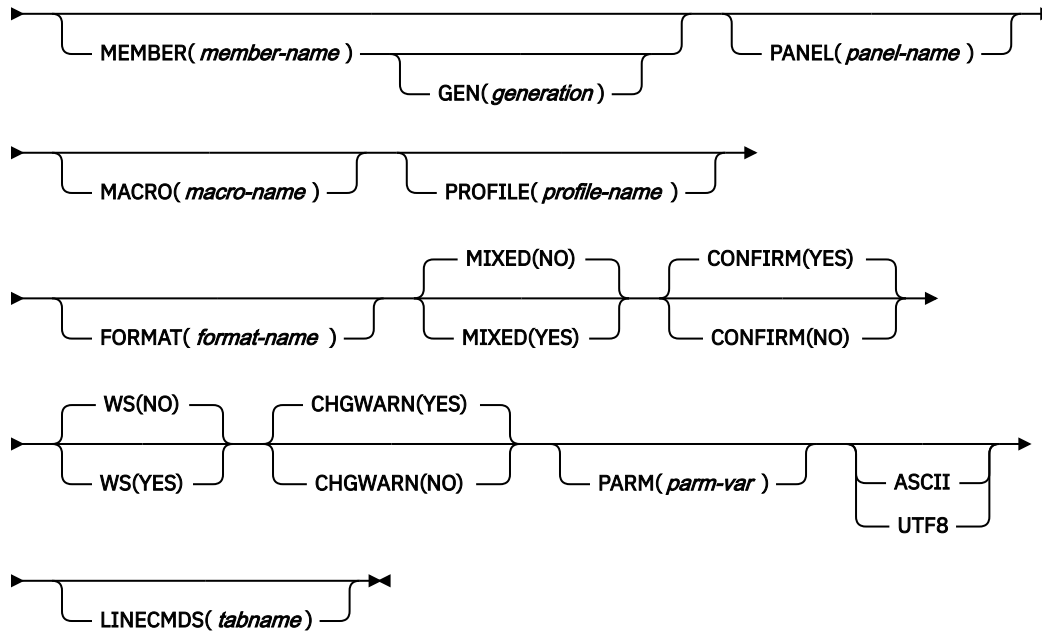 MEMBER( member-name )
PANEL( panel-name )
GEN( generation )
MACRO( macro-name )
PROFILE( profile-name )
MIXED(NO)
CONFIRM(YES)
FORMAT( format-name )
MIXED(YES)
CONFIRM(NO)
WS(NO)
CHGWARN(YES)
WS(YES)
CHGWARN(NO)
PARM( parm-var )
ASCII
UTF8
LINECMDS( tabname )